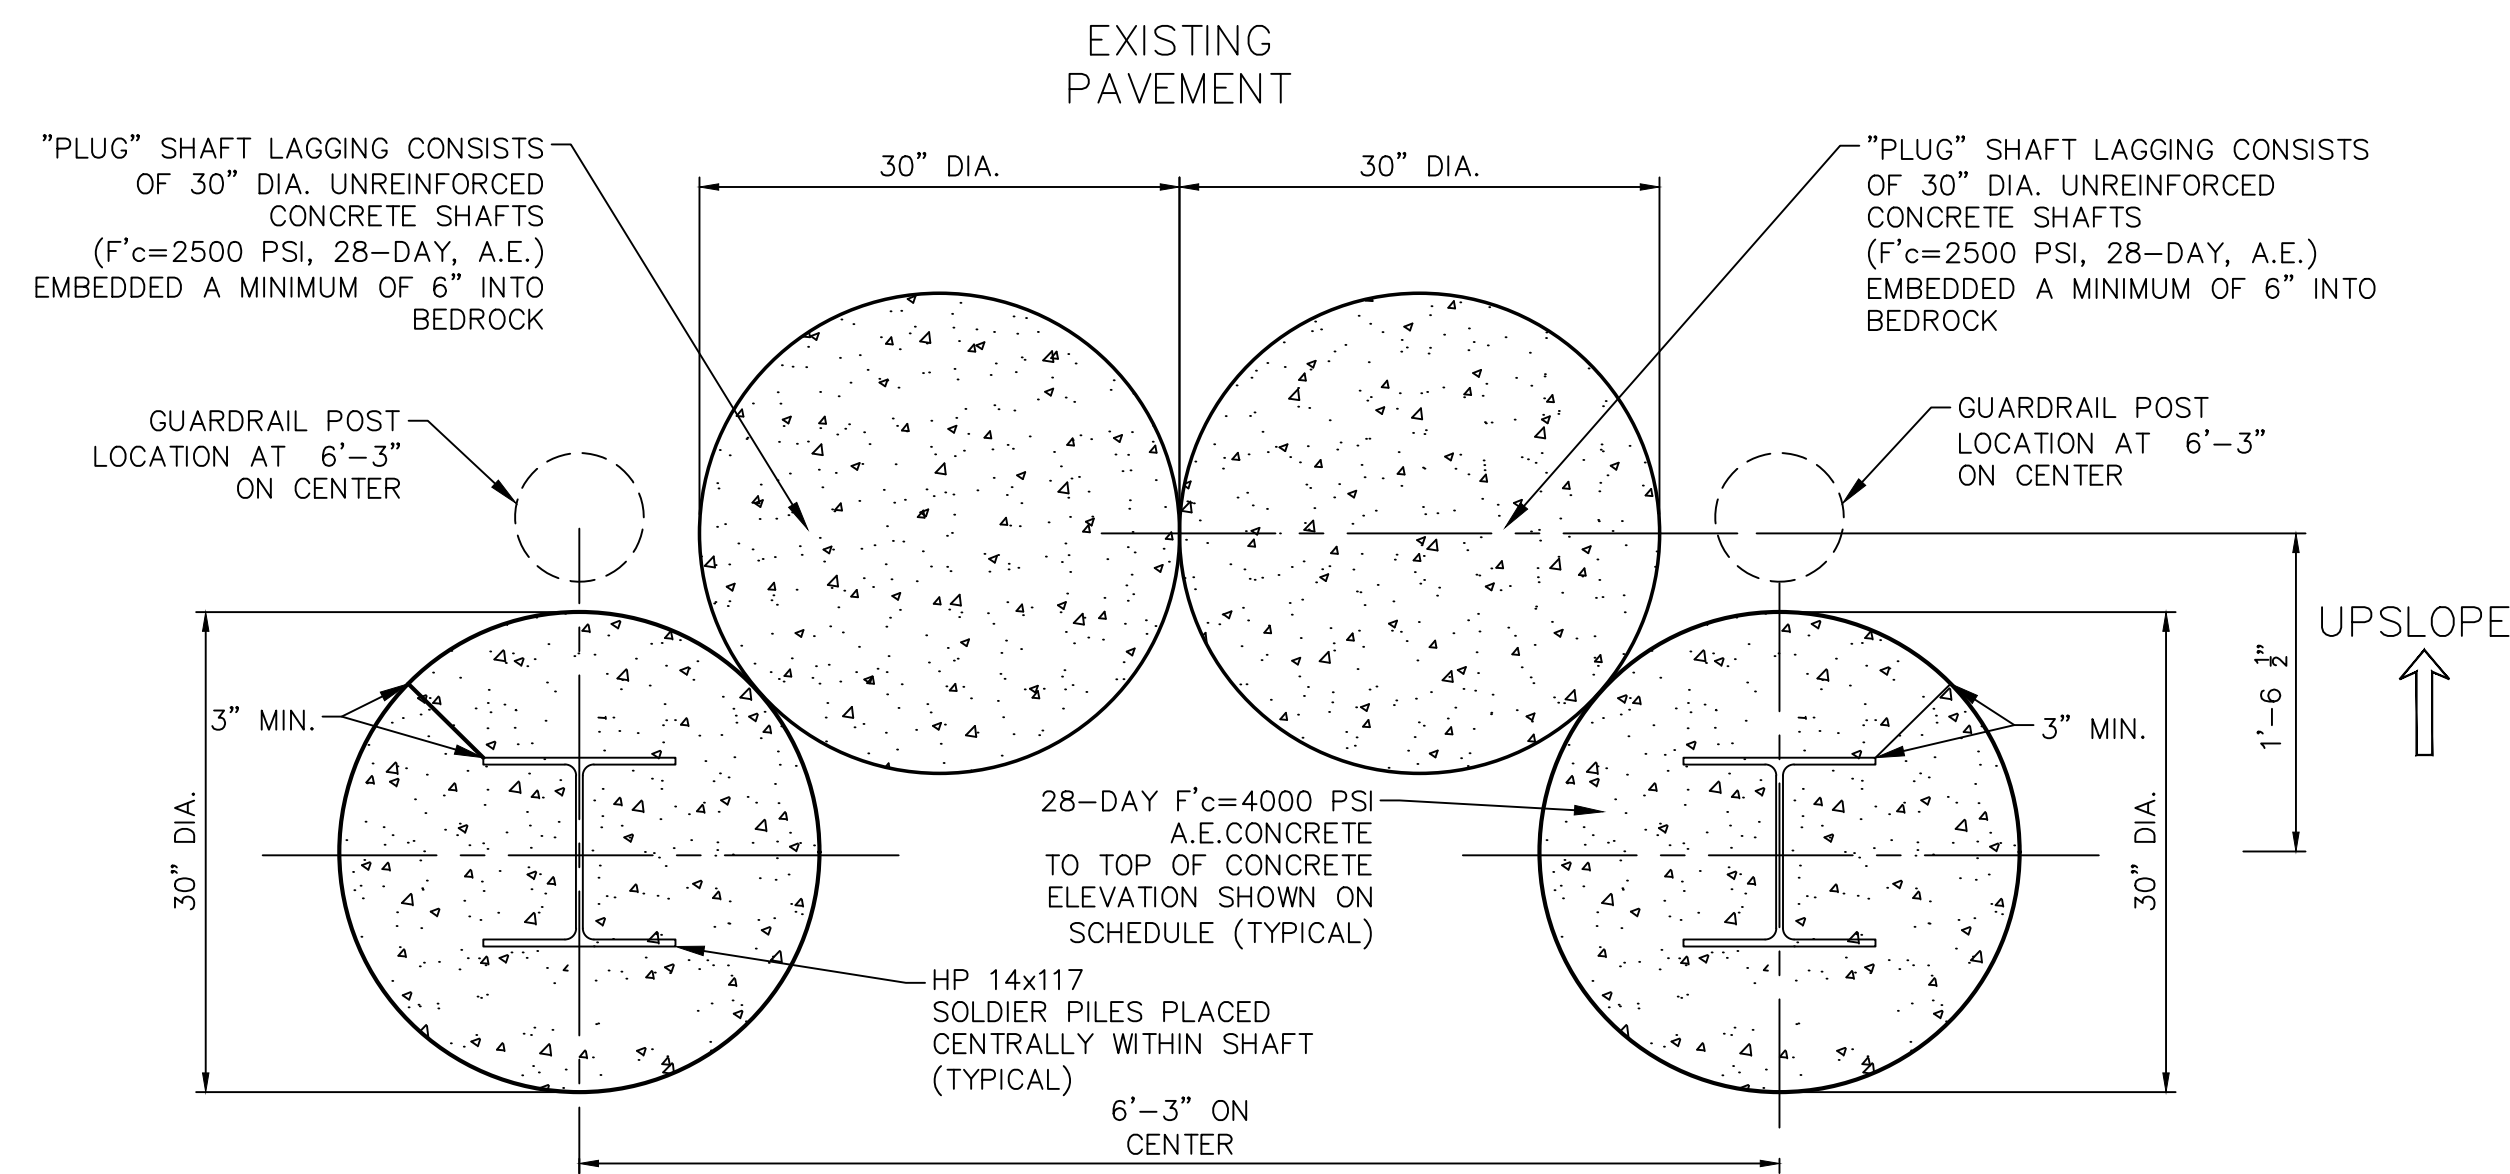 EXISTING
PAVEMENT
"PLUG" SHAFT LAGGING CONSISTS
OF 30" DIA. UNREINFORCED
CONCRETE SHAFTS
(F'c=2500 PSI, 28-DAY, A.E.)
EMBEDDED A MINIMUM OF 6" INTO
BEDROCK
30" DIA.
30" DIA.
"PLUG" SHAFT LAGGING CONSISTS
OF 30" DIA. UNREINFORCED
CONCRETE SHAFTS
(F'c=2500 PSI, 28-DAY, A.E.)
EMBEDDED A MINIMUM OF 6" INTO
BEDROCK
GUARDRAIL POST
LOCATION AT 6'-3"
ON CENTER
GUARDRAIL POST
LOCATION AT 6'-3"
ON CENTER
UPSLOPE
1'-6 1/2"
3" MIN.
3" MIN.
30" DIA.
30" DIA.
28-DAY F'c=4000 PSI
A.E.CONCRETE
TO TOP OF CONCRETE
ELEVATION SHOWN ON
SCHEDULE (TYPICAL)
HP 14x117
SOLDIER PILES PLACED
CENTRALLY WITHIN SHAFT
(TYPICAL)
6'-3" ON
CENTER